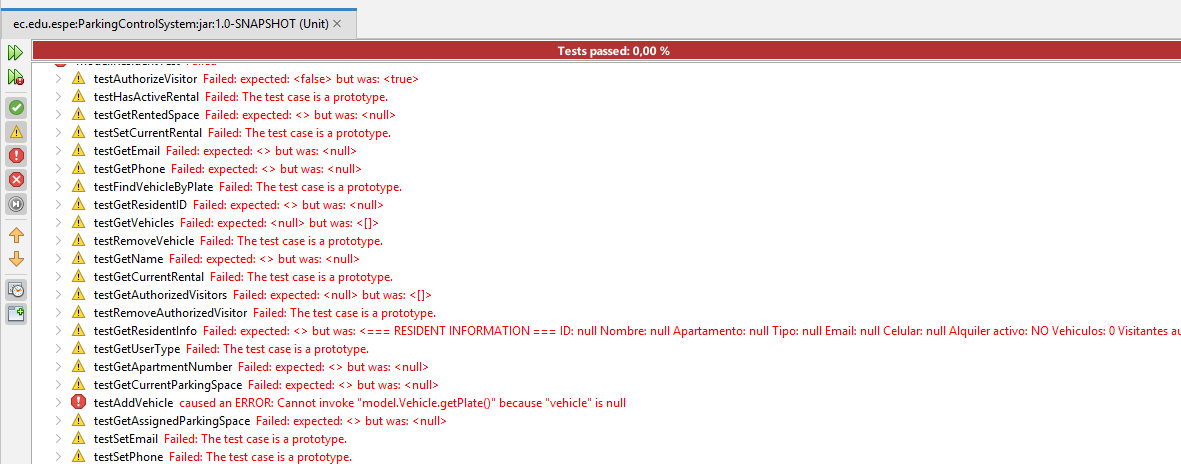 ec.edu.espe:ParkingControlSystem:jar:1.0-SNAPSHOT (Unit)
Tests passed: 0,00 %
testAuthorizeVisitor Failed: expected: <false> but was: <true>
testHasActiveRental Failed: The test case is a prototype.
testGetRentedSpace Failed: expected: <> but was: <null>
testSetCurrentRental Failed: The test case is a prototype.
testGetEmail Failed: expected: <> but was: <null>
testGetPhone Failed: expected: <> but was: <null>
testFindVehicleByPlate Failed: The test case is a prototype.
testGetResidentID Failed: expected: <> but was: <null>
testGetVehicles Failed: expected: <null> but was: <[]>
testRemoveVehicle Failed: The test case is a prototype.
testGetName Failed: expected: <> but was: <null>
testGetCurrentRental Failed: The test case is a prototype.
testGetAuthorizedVisitors Failed: expected: <null> but was: <[]>
testRemoveAuthorizedVisitor Failed: The test case is a prototype.
testGetResidentInfo Failed: expected: <> but was: <=== RESIDENT INFORMATION === ID: null Nombre: null Apartamento: null Tipo: null Email: null Celular: null Alquiler activo: NO Vehiculos: 0 Visitantes au
testGetUserType Failed: The test case is a prototype.
testGetApartmentNumber Failed: expected: <> but was: <null>
testGetCurrentParkingSpace Failed: expected: <> but was: <null>
testAddVehicle caused an ERROR: Cannot invoke "model.Vehicle.getPlate()" because "vehicle" is null
testGetAssignedParkingSpace Failed: expected: <> but was: <null>
testSetEmail Failed: The test case is a prototype.
testSetPhone Failed: The test case is a prototype.